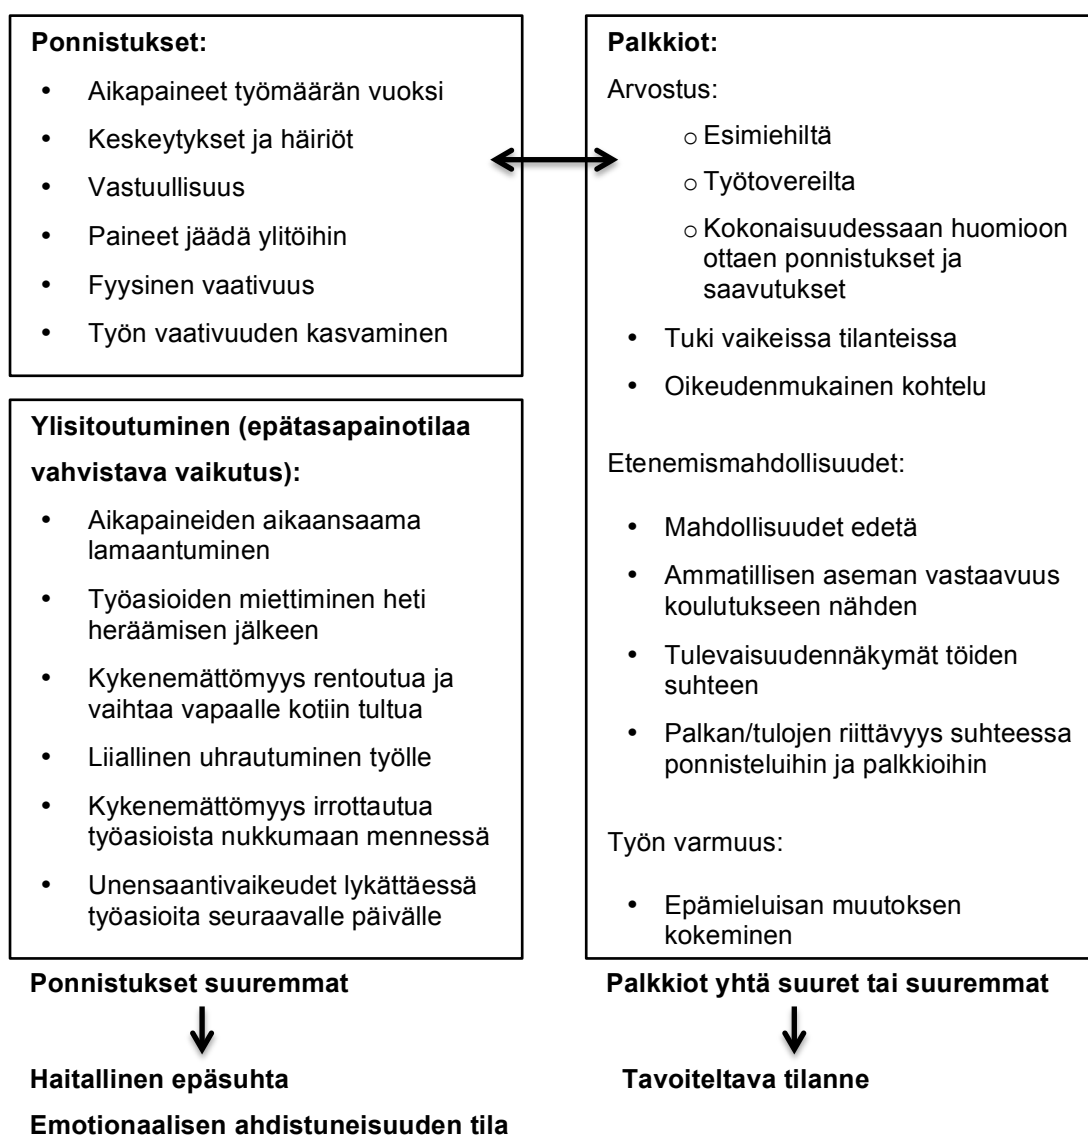 Ponnistukset:
• Aikapaineet työmäärän vuoksi
• Keskeytykset ja häiriöt
• Vastuullisuus
• Paineet jäädä ylitöihin
• Fyysinen vaativuus
• Työn vaativuuden kasvaminen
Ylisitoutuminen (epätasapainotilaa
vahvistava vaikutus):
• Aikapaineiden aikaansaama
lamaantuminen
• Työasioiden miettiminen heti
heräämisen jälkeen
• Kykenemättömyys rentoutua ja
vaihtaa vapaalle kotiin tultua
• Liiallinen uhrautuminen työlle
• Kykenemättömyys irrottautua
työasioista nukkumaan mennessä
• Unensaantivaikeudet lykättäessä
työasioita seuraavalle päivälle
Palkkiot:
Arvostus:
o Esimiehiltä
o Työtovereilta
o Kokonaisuudessaan huomioon
ottaen ponnistukset ja
saavutukset
• Tuki vaikeissa tilanteissa
• Oikeudenmukainen kohtelu
Etenemismahdollisuudet:
• Mahdollisuudet edetä
• Ammatillisen aseman vastaavuus
koulutukseen nähden
• Tulevaisuudennäkymät töiden
suhteen
• Palkan/tulojen riittävyys suhteessa
ponnisteluihin ja palkkioihin
Työn varmuus:
• Epämieluisan muutoksen
kokeminen
Ponnistukset suuremmat
Haitallinen epäsuhta
Emotionaalisen ahdistuneisuuden tila
Palkkiot yhtä suuret tai suuremmat
Tavoiteltava tilanne